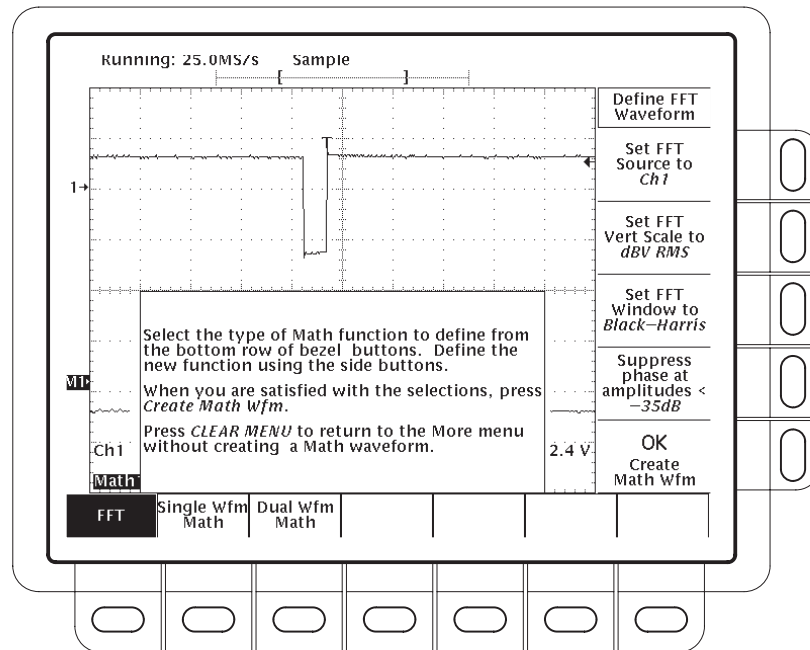 Running: 25.0MS/s Sample
Define FFT
Waveform
Set FFT
Source to
Ch1
1
Set FFT
Vert Scale to
dBV RMS
Set FFT
Window to
Black–Harris
Select the type of Math function to define from
the bottom row of bezel buttons. Define the
new function using the side buttons.
When you are satisfied with the selections, press
Create Math Wfm.
Press CLEAR MENU to return to the More menu
without creating a Math waveform.
M1
Suppress
phase at
amplitudes <
–35dB
Ch1
2.4 V
Math
OK
Create
Math Wfm
FFT
Single Wfm
Math
Dual Wfm
Math